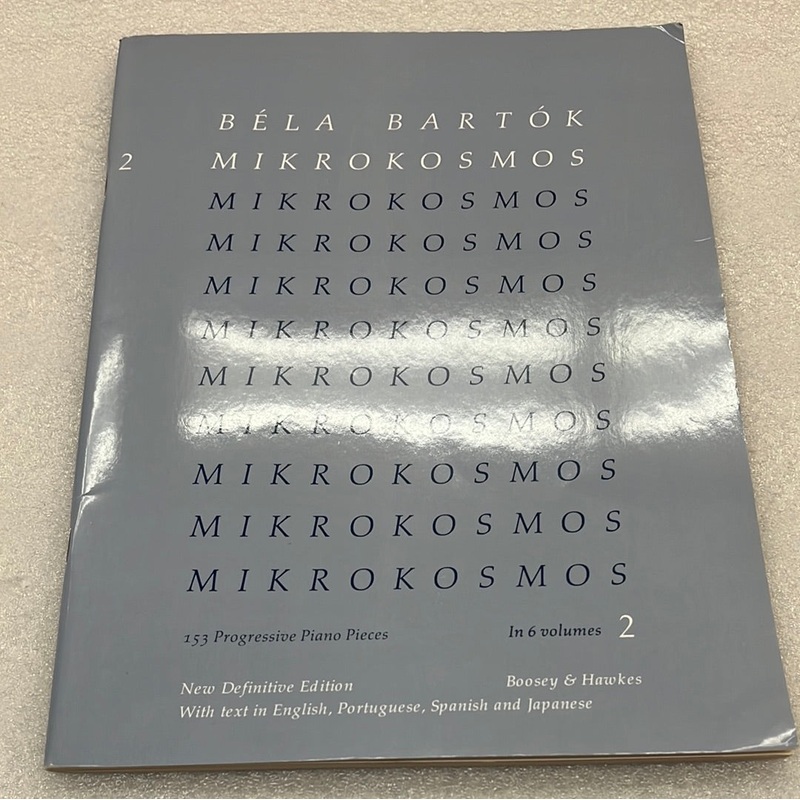 BÉLA BARTÓK
2 MIKROKOSMOS
MIKROKOSMOS
MIKROKOSMOS
MIKROKOSMOS
MIKROKOSMOS
MIKROKOSMOS
MIKROKOSMOS
MIKROKOSMOS
MIKROKOSMOS
MIKROKOSMOS
153 Progressive Piano Pieces In 6 volumes 2
New Definitive Edition Boosey & Hawkes
With text in English, Portuguese, Spanish and Japanese